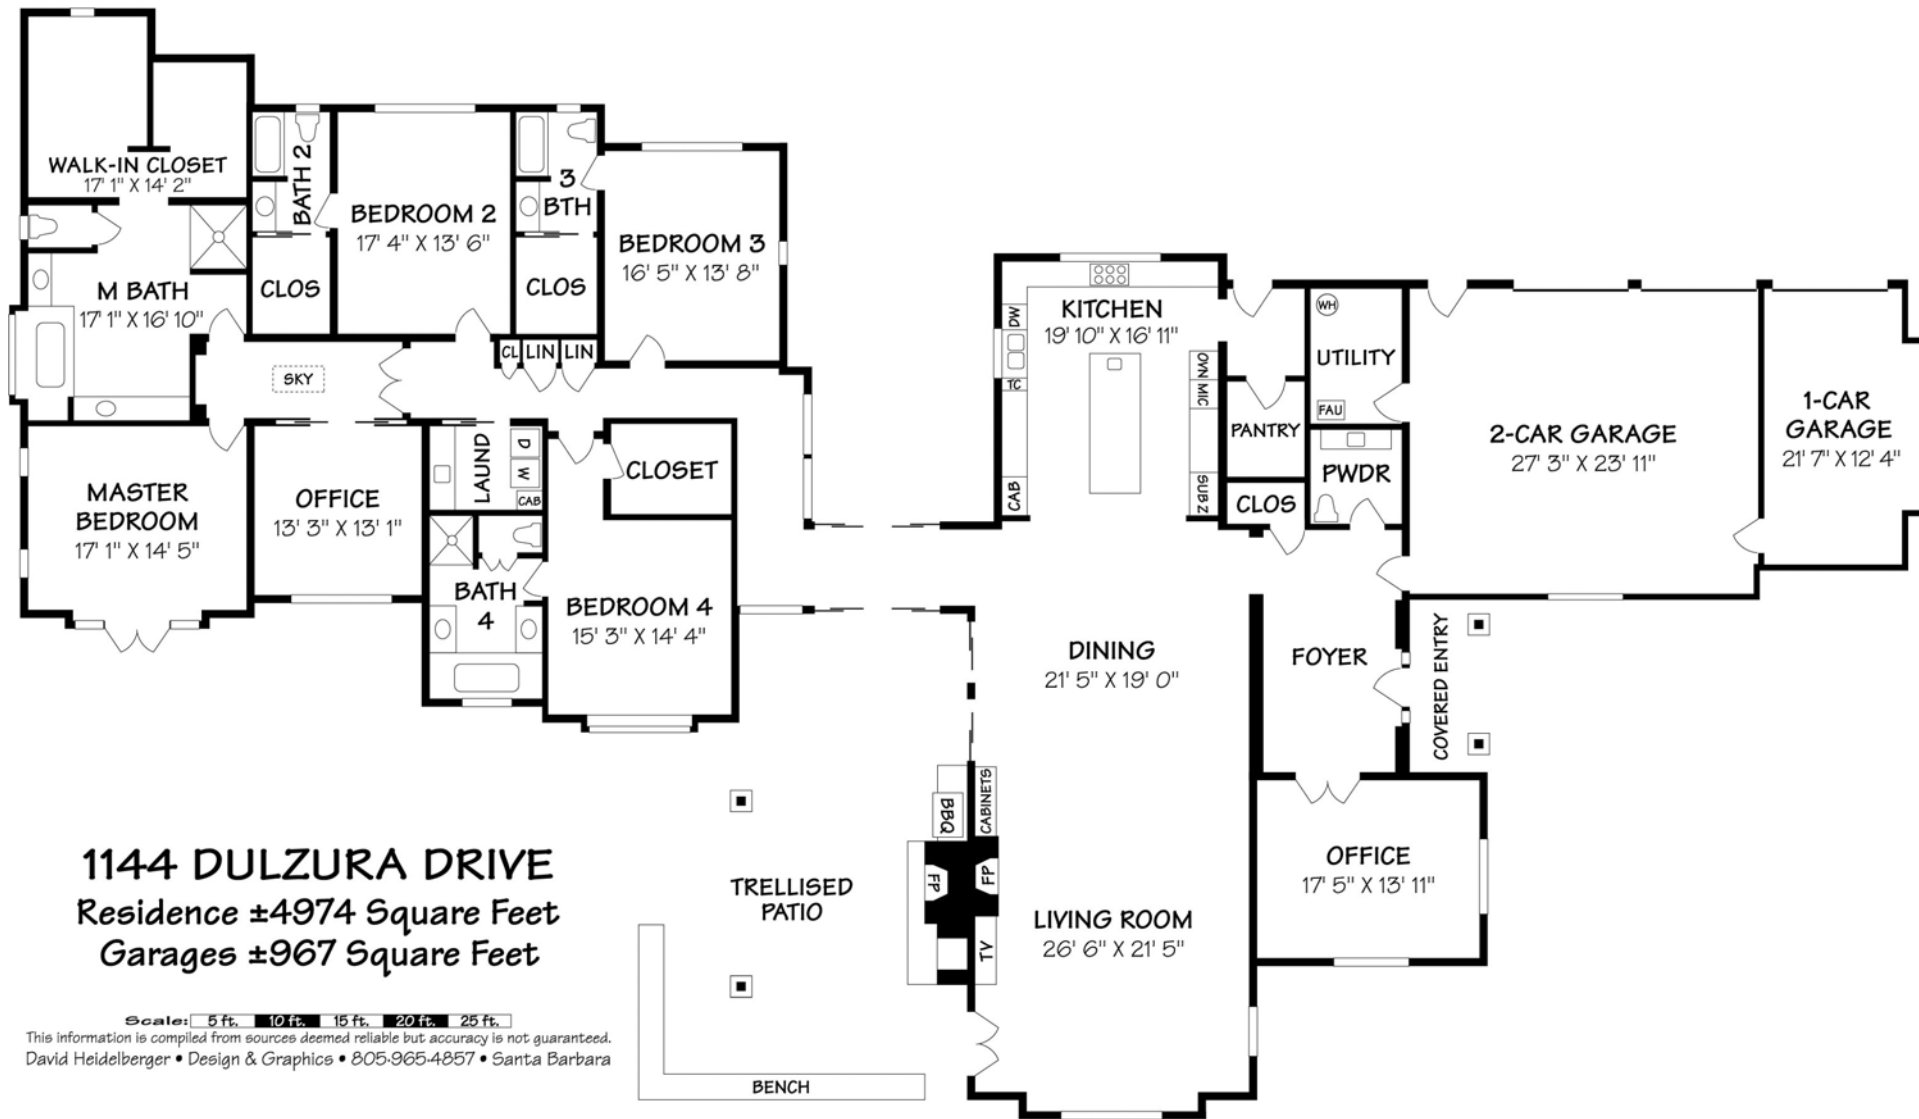 WALK-IN CLOSET
17' 1" X 14' 2"
BATH 2
BEDROOM 2
17' 4" X 13' 6"
3
BTH
BEDROOM 3
16' 5" X 13' 8"
M BATH
17' 1" X 16' 10"
CLOS
CLOS
SKY
CL
LIN
LIN
MASTER
BEDROOM
17' 1" X 14' 5"
OFFICE
13' 3" X 13' 1"
LAUND
D
W
CAB
CLOSET
BATH
4
BEDROOM 4
15' 3" X 14' 4"
KITCHEN
19' 10" X 16' 11"
DW
TC
CAB
OVN
MIC
SUBZ
WH
UTILITY
FAU
PANTRY
PWDR
CLOS
2-CAR GARAGE
27' 3" X 23' 11"
1-CAR
GARAGE
21' 7" X 12' 4"
DINING
21' 5" X 19' 0"
FOYER
COVERED ENTRY
BBQ
CABINETS
FP
FP
TV
TRELLISED
PATIO
LIVING ROOM
26' 6" X 21' 5"
OFFICE
17' 5" X 13' 11"
BENCH
1144 DULZURA DRIVE
Residence ±4974 Square Feet
Garages ±967 Square Feet
Scale: 5 ft. 10 ft. 15 ft. 20 ft. 25 ft.
This information is compiled from sources deemed reliable but accuracy is not guaranteed.
David Heidelberger • Design & Graphics • 805-965-4857 • Santa Barbara